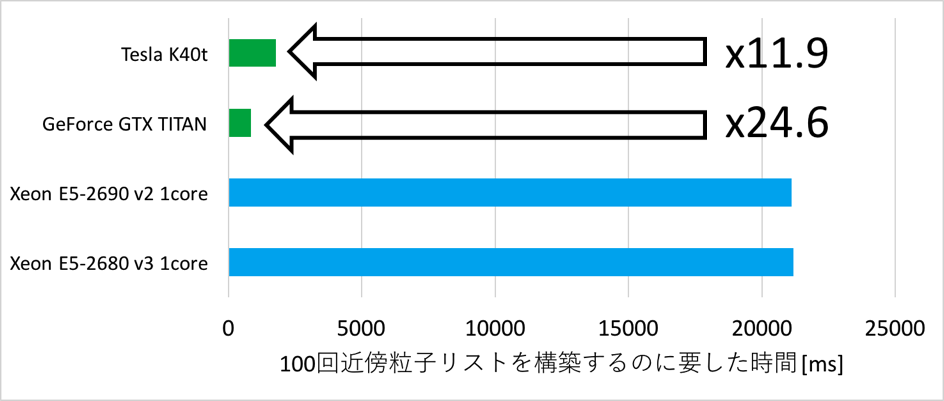 Tesla K40t
x11.9
GeForce GTX TITAN
x24.6
Xeon E5-2690 v2 1core
Xeon E5-2680 v3 1core
0 5000 10000 15000 20000 25000
100回近傍粒子リストを構築するのに要した時間[ms]